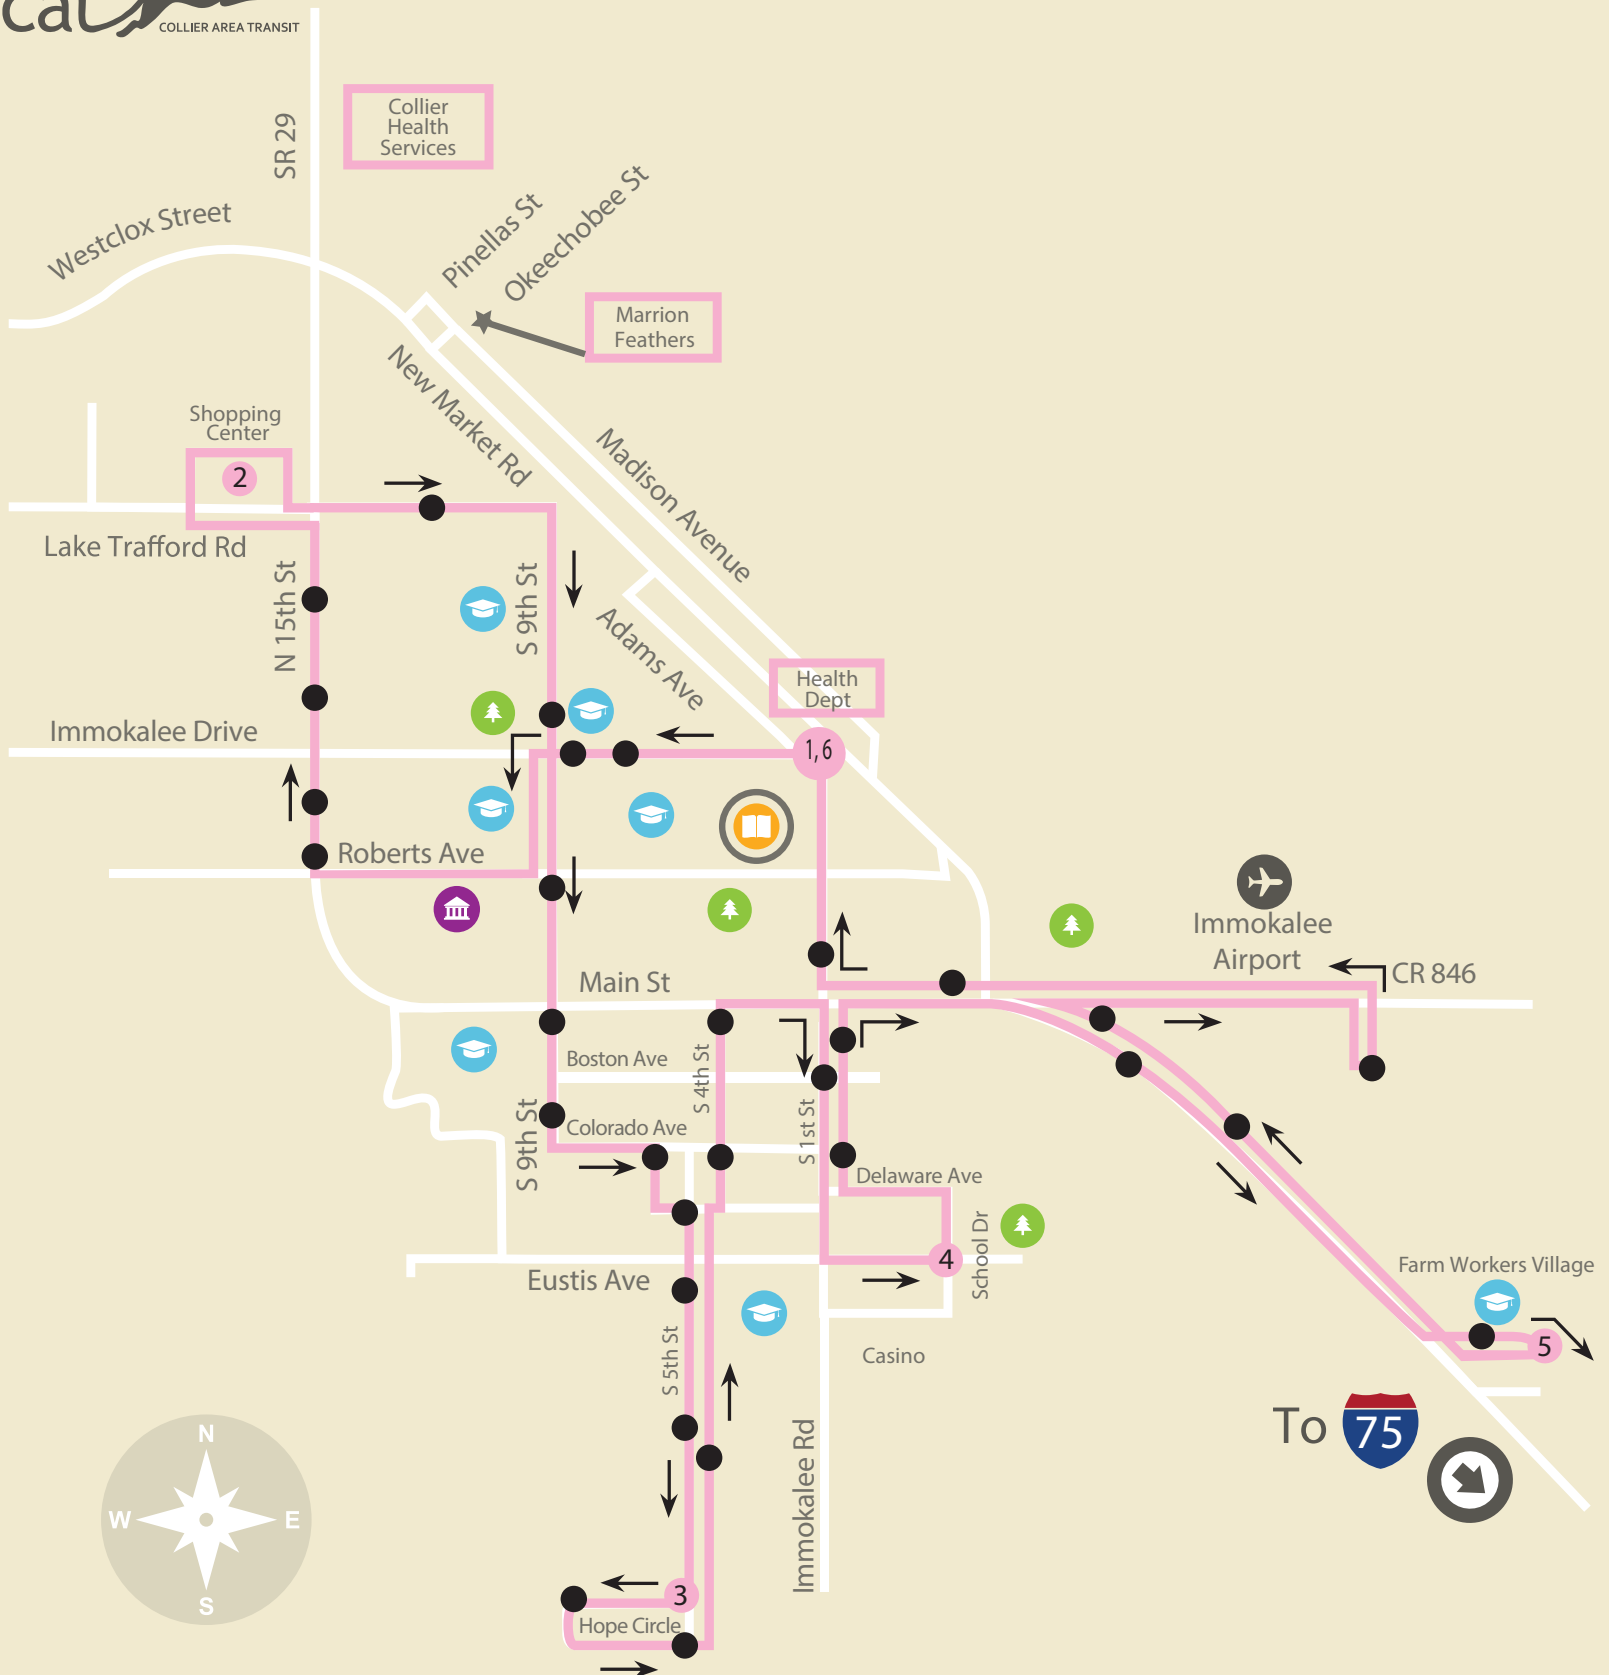 cat
COLLIER AREA TRANSIT
SR 29
Collier
Health
Services
Westclox Street
Pinellas St
Okeechobee St
Marrion
Feathers
New Market Rd
Madison Avenue
Shopping
Center
2
Lake Trafford Rd
N 15th St
S 9th St
Adams Ave
Health
Dept
Immokalee Drive
1,6
Roberts Ave
Immokalee
Airport
CR 846
Main St
Boston Ave
S 4th St
S 9th St
Colorado Ave
S 1st St
Delaware Ave
School Dr
4
Eustis Ave
Farm Workers Village
5
S 5th St
Casino
To
75
Immokalee Rd
N
W
E
S
3
Hope Circle